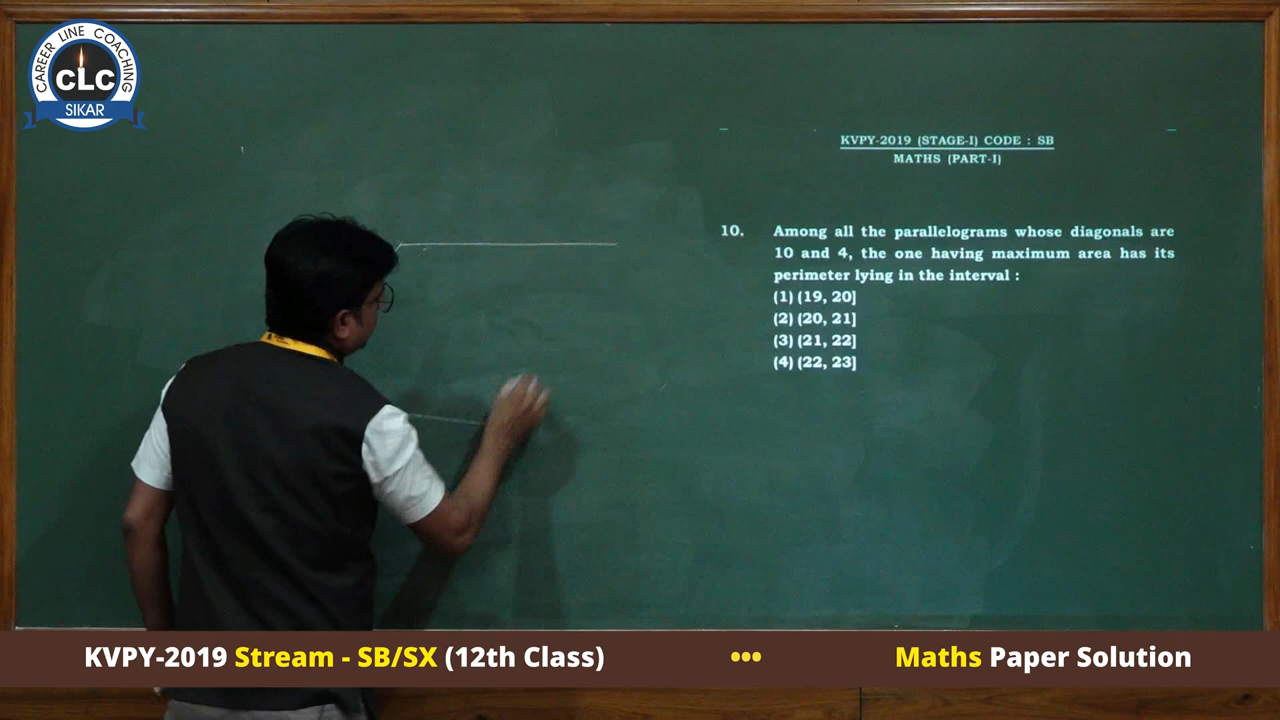 CAREER LINE COACHING
CLC
SIKAR
KVPY-2019 (STAGE-I) CODE : SB
MATHS (PART-I)
10. Among all the parallelograms whose diagonals are
10 and 4, the one having maximum area has its
perimeter lying in the interval :
(1) (19, 20]
(2) (20, 21]
(3) (21, 22]
(4) (22, 23]
KVPY-2019 Stream - SB/SX (12th Class) ••• Maths Paper Solution